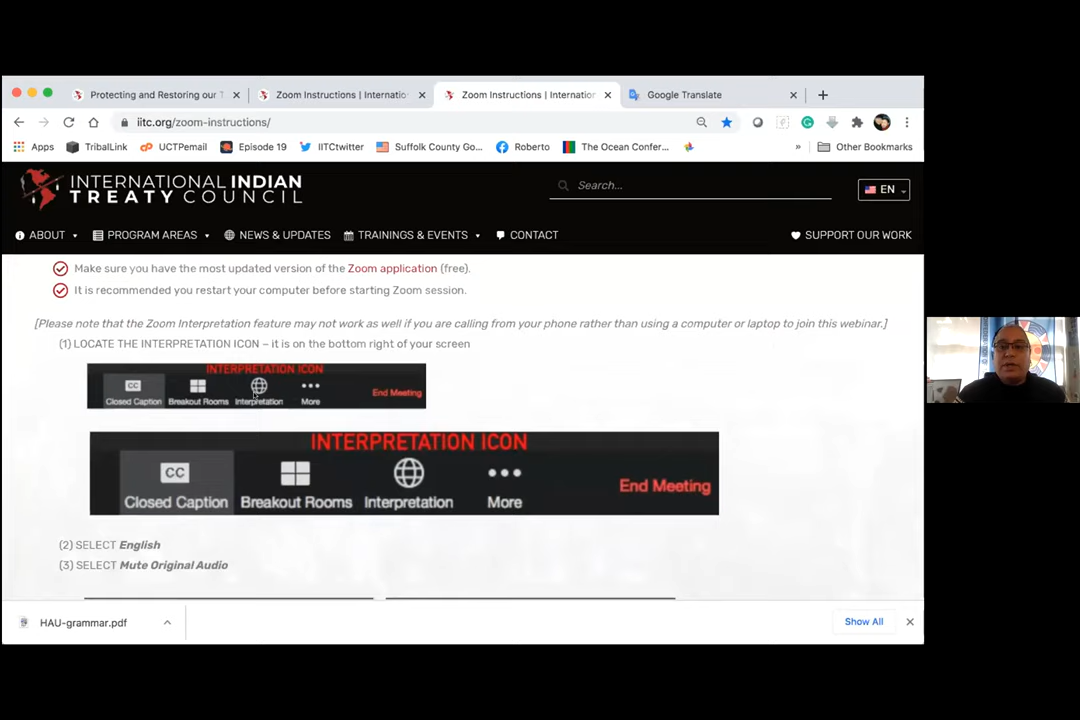 Protecting and Restoring our T
Zoom Instructions | Internatio
Zoom Instructions | Internation
Google Translate
iitc.org/zoom-instructions/
Apps
TribalLink
UCTPemail
Episode 19
IITCtwitter
Suffolk County Go...
Roberto
The Ocean Confer...
»
Other Bookmarks
INTERNATIONAL INDIAN
TREATY COUNCIL
Search...
EN
ABOUT
PROGRAM AREAS
NEWS & UPDATES
TRAININGS & EVENTS
CONTACT
SUPPORT OUR WORK
Make sure you have the most updated version of the Zoom application (free).
It is recommended you restart your computer before starting Zoom session.
[Please note that the Zoom Interpretation feature may not work as well if you are calling from your phone rather than using a computer or laptop to join this webinar.]
(1) LOCATE THE INTERPRETATION ICON – it is on the bottom right of your screen
INTERPRETATION ICON
CC
Closed Caption
Breakout Rooms
Interpretation
More
End Meeting
INTERPRETATION ICON
CC
Closed Caption
Breakout Rooms
Interpretation
More
End Meeting
(2) SELECT English
(3) SELECT Mute Original Audio
HAU-grammar.pdf
Show All